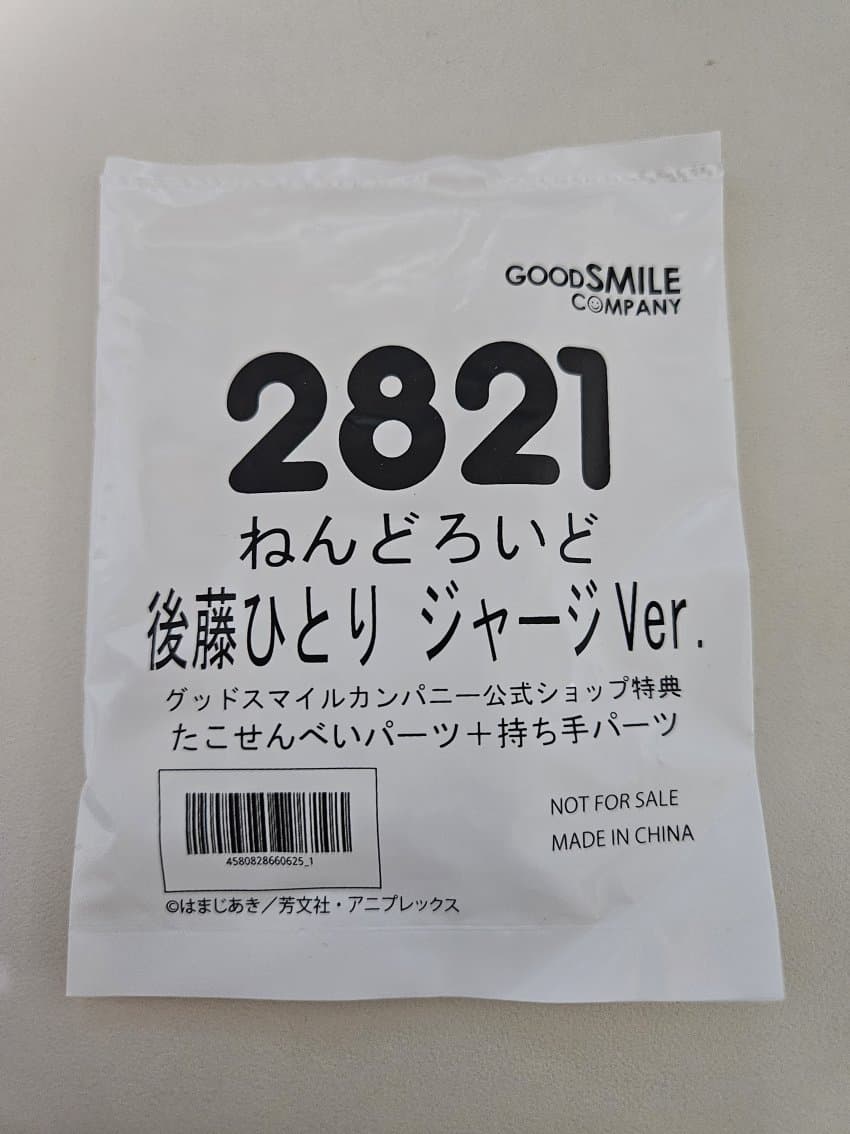 GOODSMILE
COMPANY
2821
ねんどろいど
後藤ひとり ジャージVer.
グッドスマイルカンパニー公式ショップ特典
たこせんべいパーツ＋持ち手パーツ
NOT FOR SALE
MADE IN CHINA
4580828660625_1
©はまじあき／芳文社・アニプレックス